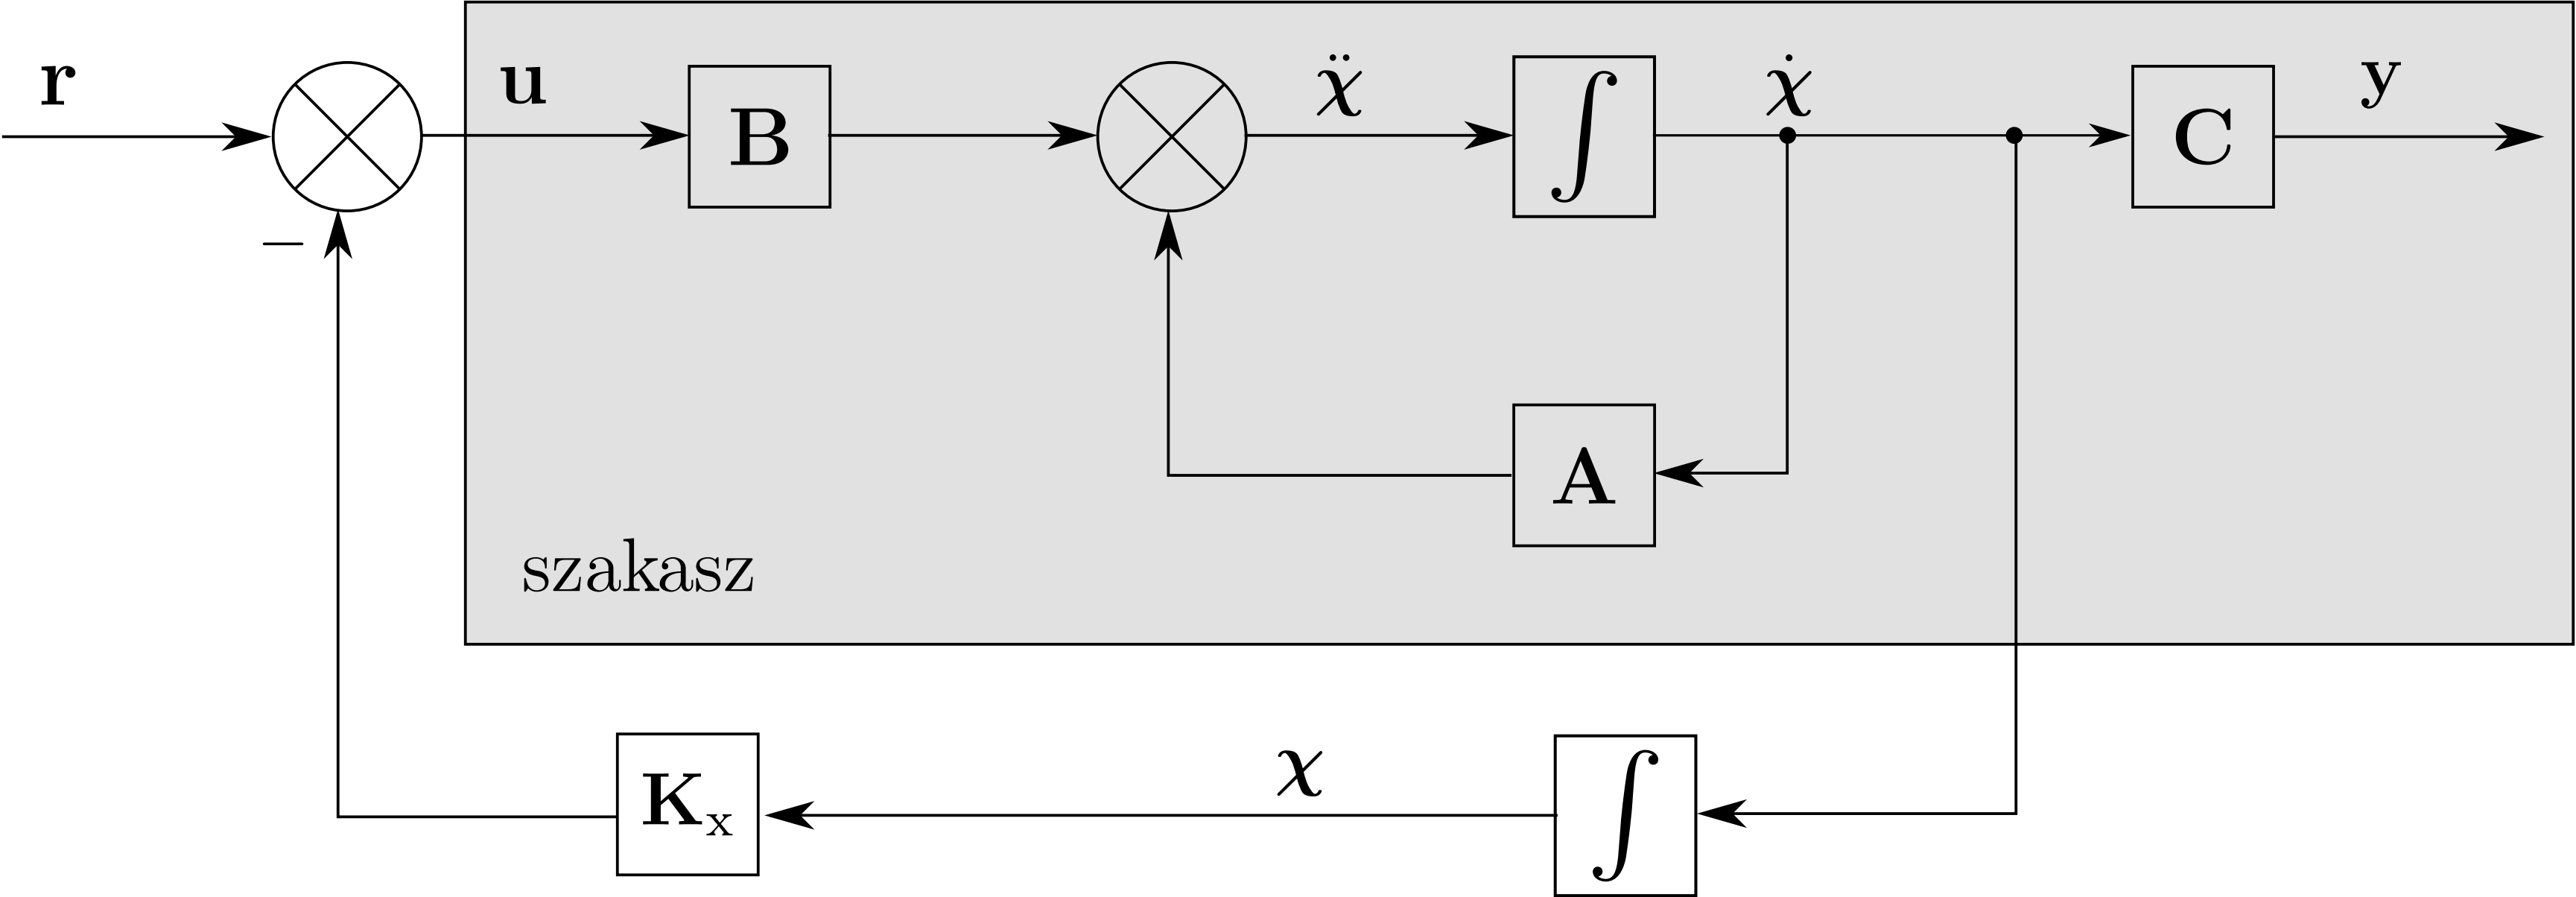 r
u
B
χ̈
∫
χ̇
C
y
−
A
szakasz
Kₓ
χ
∫